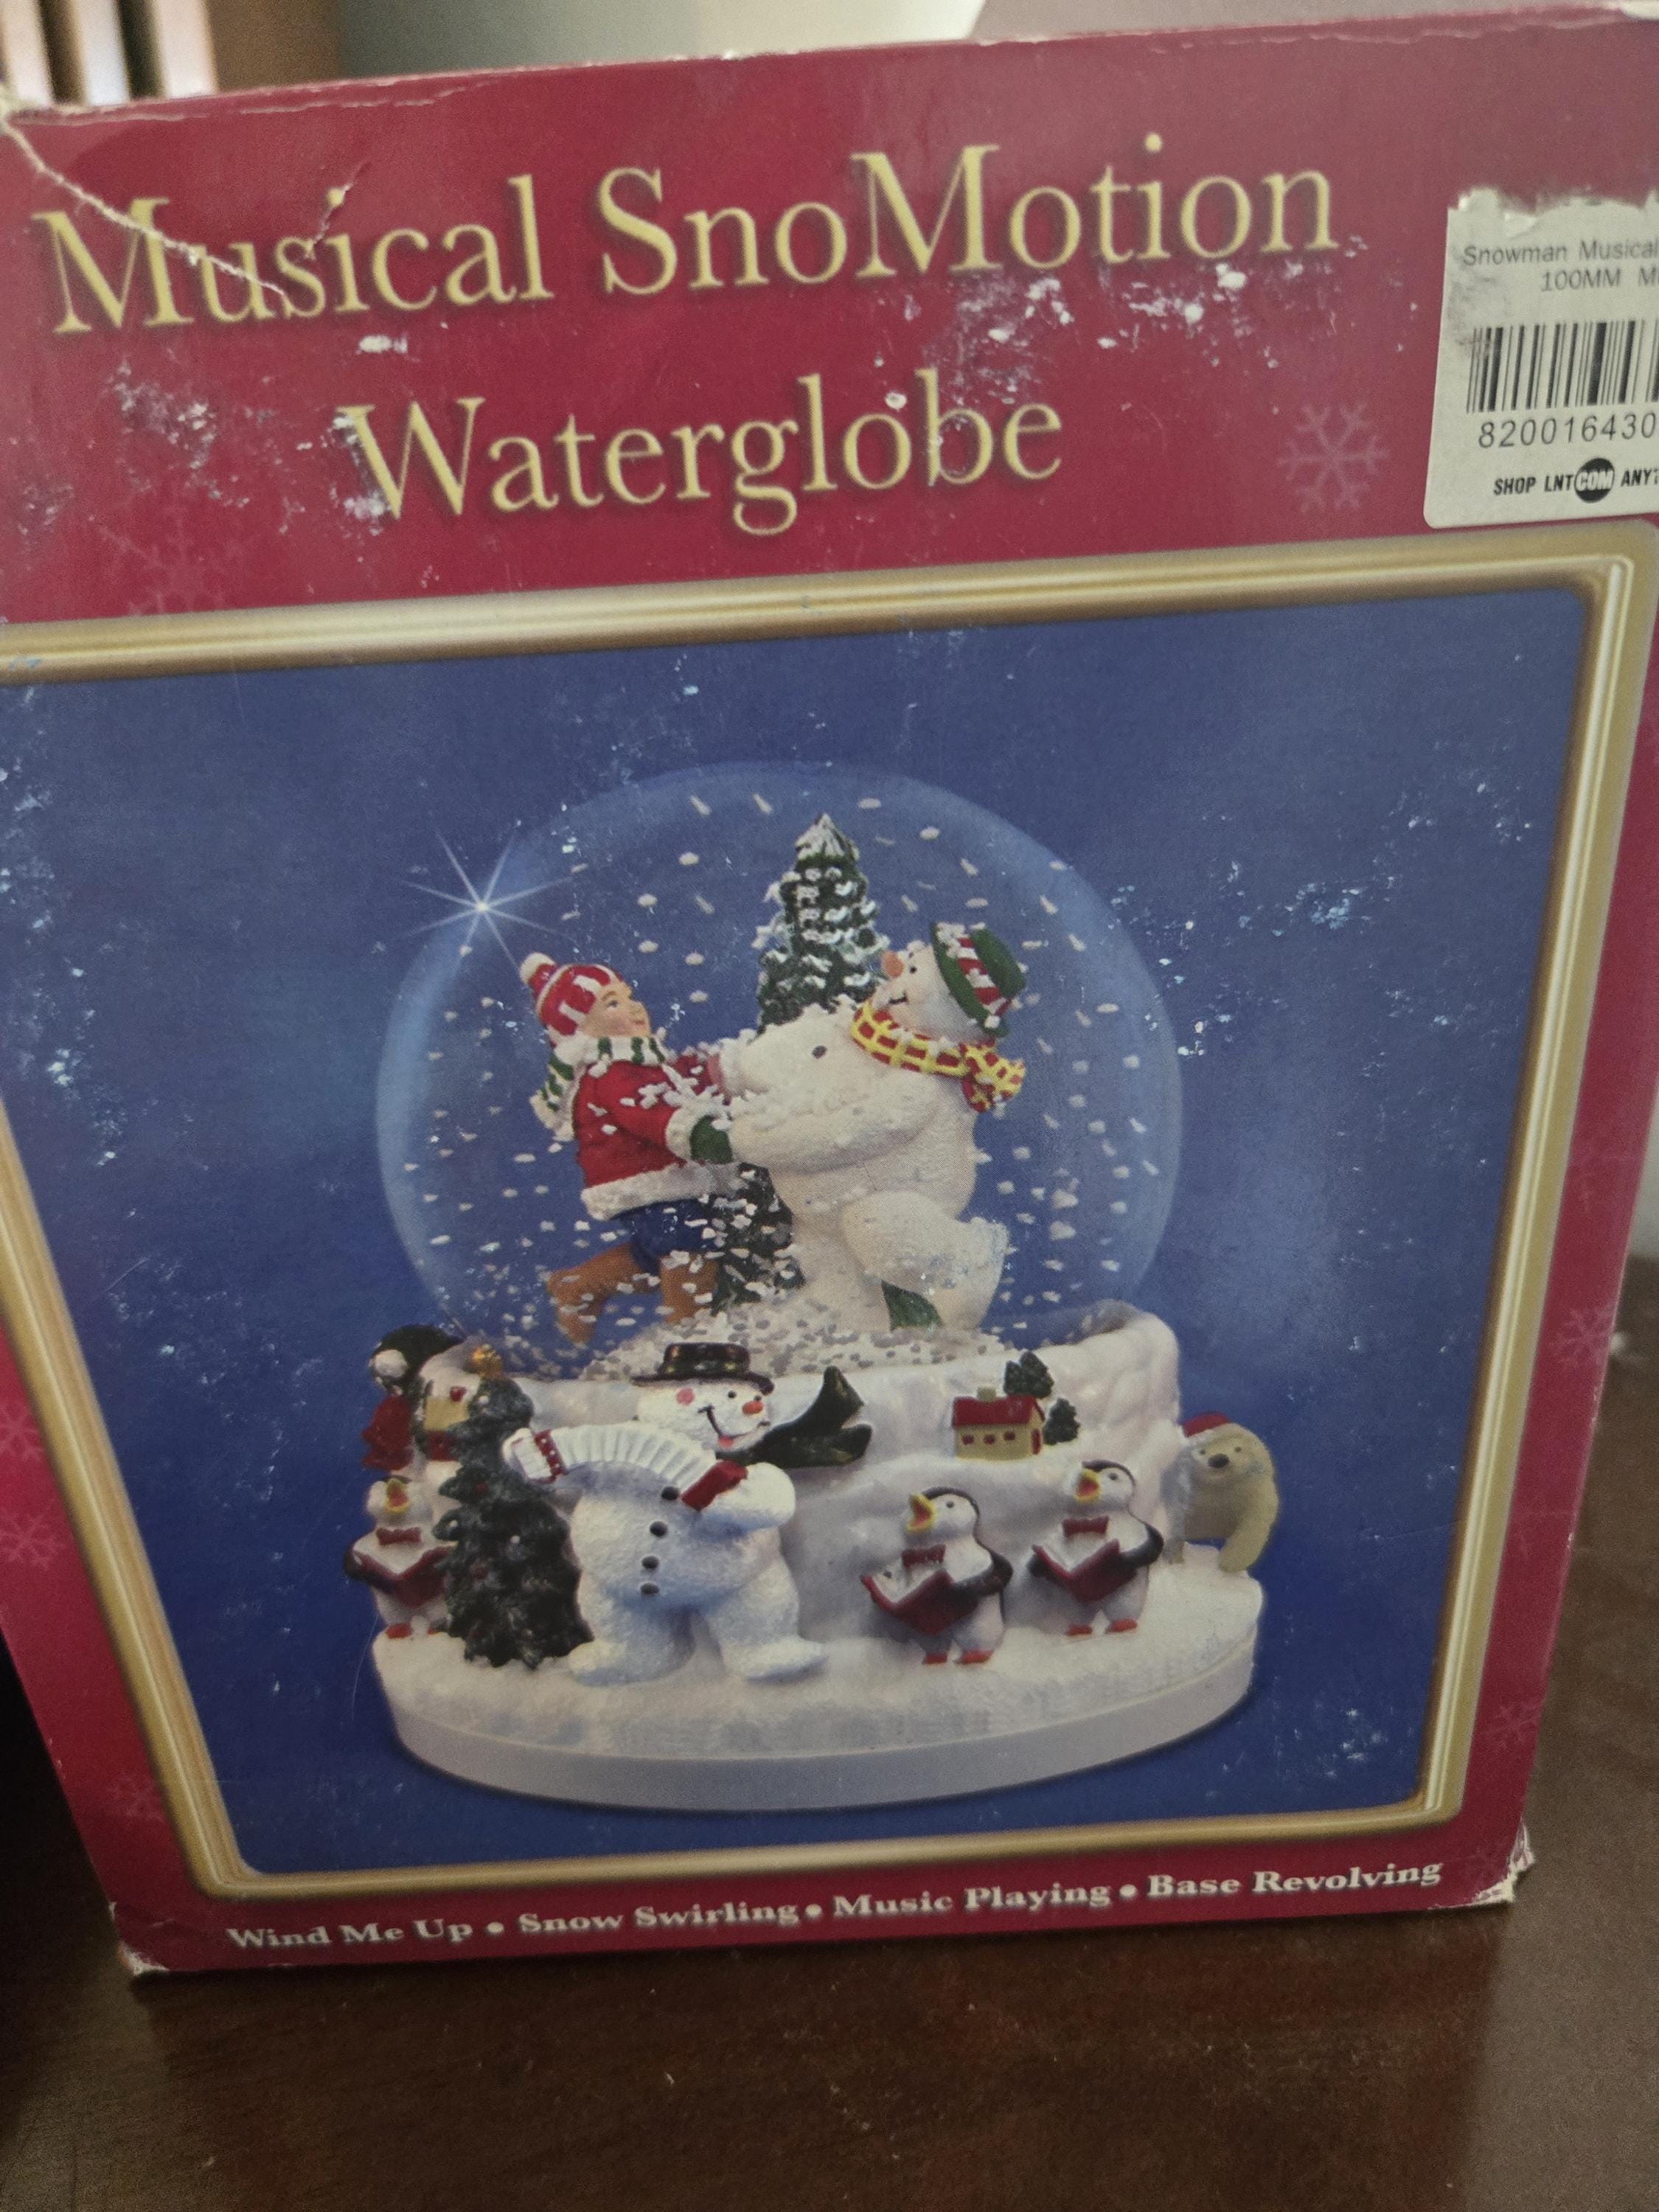 Musical SnoMotion
Waterglobe
Snowman Musical
100MM
820016430
SHOP LNT COM
Wind Me Up • Snow Swirling • Music Playing • Base Revolving